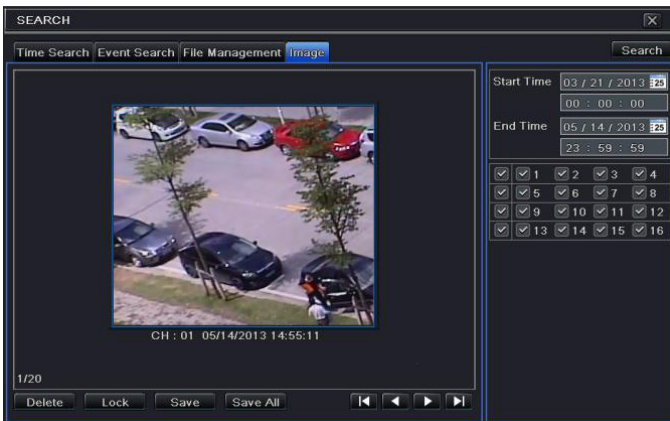 SEARCH
Time Search Event Search File Management Image
Search
Start Time 03 / 21 / 2013 25
00 : 00 : 00
End Time 05 / 14 / 2013 25
23 : 59 : 59
1 2 3 4
5 6 7 8
9 10 11 12
13 14 15 16
CH : 01 05/14/2013 14:55:11
1/20
Delete Lock Save Save All